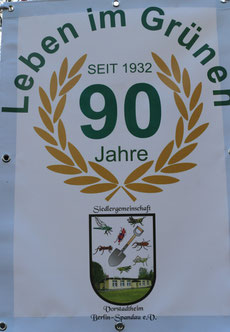 Leben im Grünen
SEIT 1932
90
Jahre
Siedlergemeinschaft
Vorstadtheim
Berlin-Spandau e.V.